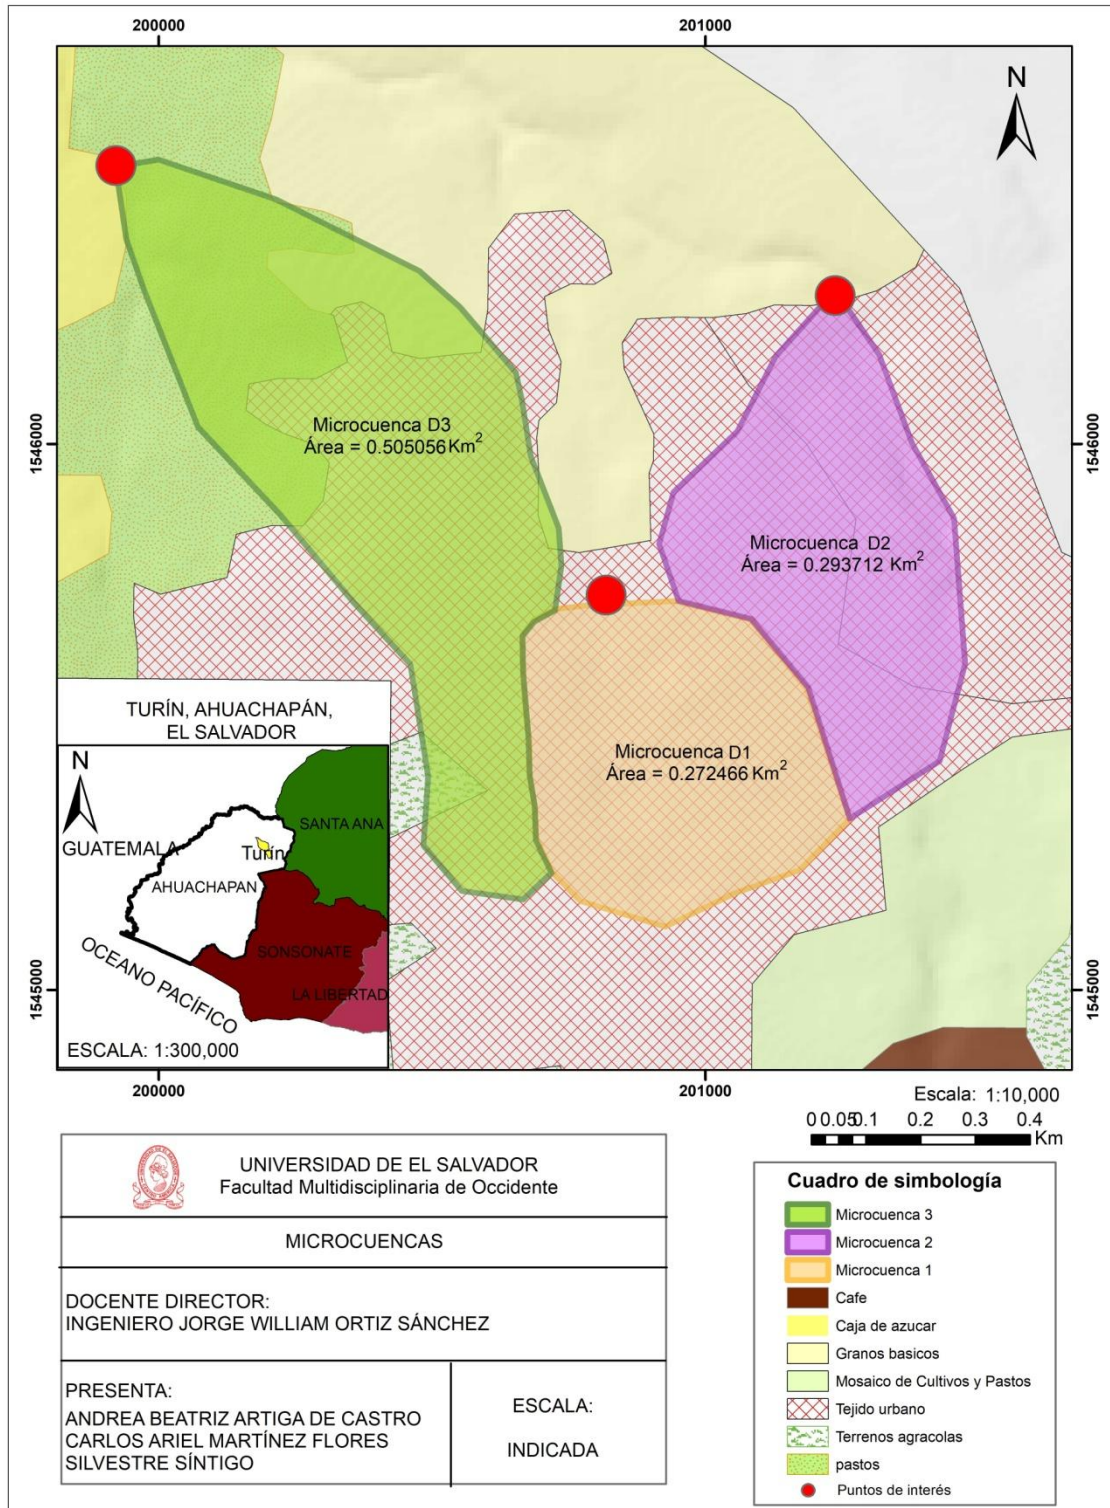 200000
201000
N
1546000
1546000
Microcuenca D3
Área = 0.505056 Km²
Microcuenca D2
Área = 0.293712 Km²
Microcuenca D1
Área = 0.272466 Km²
TURÍN, AHUACHAPÁN,
EL SALVADOR
N
SANTA ANA
GUATEMALA
Turín
AHUACHAPAN
SONSONATE
LA LIBERTAD
OCEANO PACÍFICO
ESCALA: 1:300,000
1545000
1545000
200000
201000
Escala: 1:10,000
0 0.05 0.1 0.2 0.3 0.4
Km
UNIVERSIDAD DE EL SALVADOR
Facultad Multidisciplinaria de Occidente
MICROCUENCAS
DOCENTE DIRECTOR:
INGENIERO JORGE WILLIAM ORTIZ SÁNCHEZ
PRESENTA:
ANDREA BEATRIZ ARTIGA DE CASTRO
CARLOS ARIEL MARTÍNEZ FLORES
SILVESTRE SÍNTIGO
ESCALA:
INDICADA
Cuadro de simbología
Microcuenca 3
Microcuenca 2
Microcuenca 1
Cafe
Caja de azucar
Granos basicos
Mosaico de Cultivos y Pastos
Tejido urbano
Terrenos agracolas
pastos
Puntos de interés